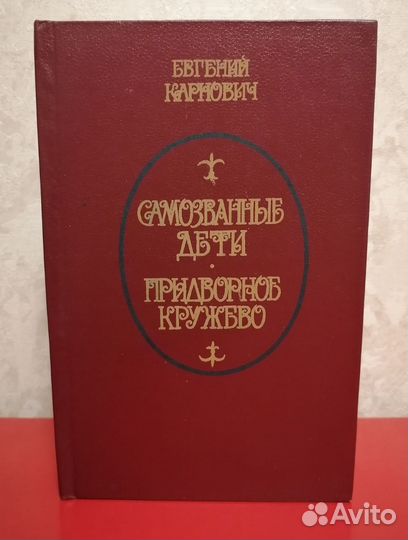 ЕВГЕНИЙ
КАРНОВИЧ
САМОЗВАННЫЕ
ДЕТИ
·
ПРИДВОРНОЕ
КРУЖЕВО
Avito